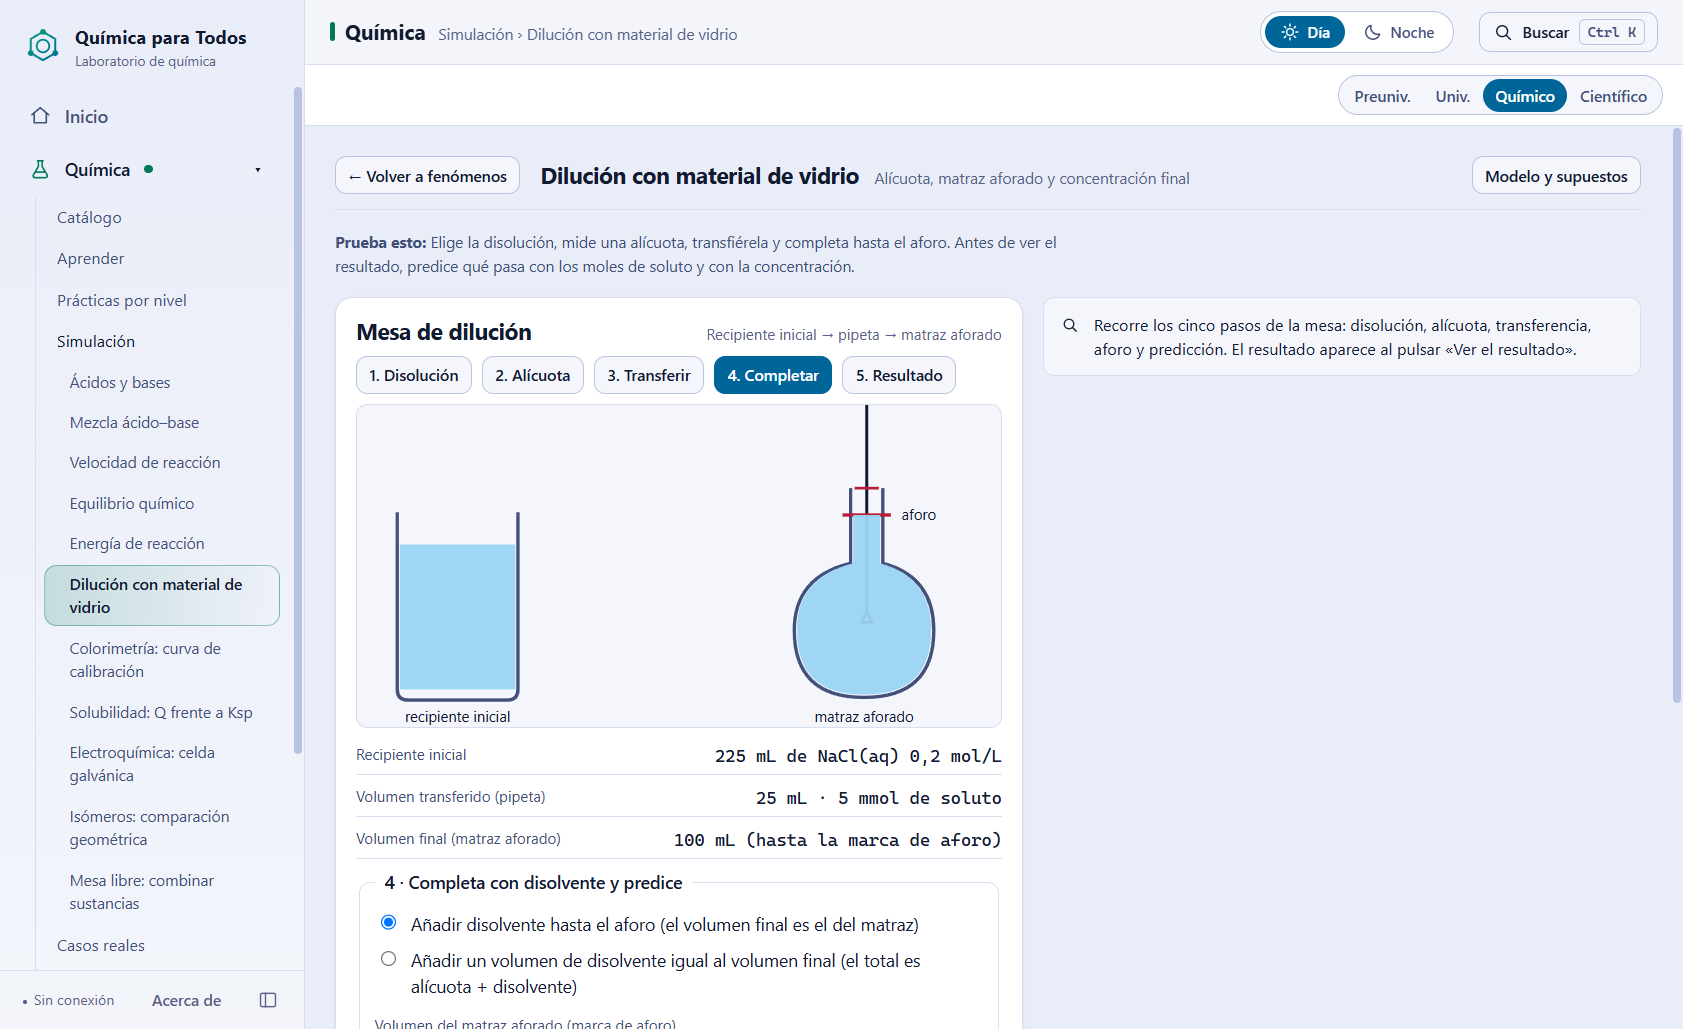 Química para Todos
Laboratorio de química
Inicio
Química
Catálogo
Aprender
Prácticas por nivel
Simulación
Ácidos y bases
Mezcla ácido–base
Velocidad de reacción
Equilibrio químico
Energía de reacción
Dilución con material de
vidrio
Colorimetría: curva de
calibración
Solubilidad: Q frente a Ksp
Electroquímica: celda
galvánica
Isómeros: comparación
geométrica
Mesa libre: combinar
sustancias
Casos reales
• Sin conexión Acerca de
Química Simulación › Dilución con material de vidrio
Día Noche Buscar Ctrl K
Preuniv. Univ. Químico Científico
← Volver a fenómenos Dilución con material de vidrio Alícuota, matraz aforado y concentración final Modelo y supuestos
Prueba esto: Elige la disolución, mide una alícuota, transfiérela y completa hasta el aforo. Antes de ver el
resultado, predice qué pasa con los moles de soluto y con la concentración.
Mesa de dilución Recipiente inicial → pipeta → matraz aforado
1. Disolución 2. Alícuota 3. Transferir 4. Completar 5. Resultado
aforo
recipiente inicial matraz aforado
Recipiente inicial 225 mL de NaCl(aq) 0,2 mol/L
Volumen transferido (pipeta) 25 mL · 5 mmol de soluto
Volumen final (matraz aforado) 100 mL (hasta la marca de aforo)
4 · Completa con disolvente y predice
Añadir disolvente hasta el aforo (el volumen final es el del matraz)
Añadir un volumen de disolvente igual al volumen final (el total es
alícuota + disolvente)
Volumen del matraz aforado (marca de aforo)
Recorre los cinco pasos de la mesa: disolución, alícuota, transferencia,
aforo y predicción. El resultado aparece al pulsar «Ver el resultado».